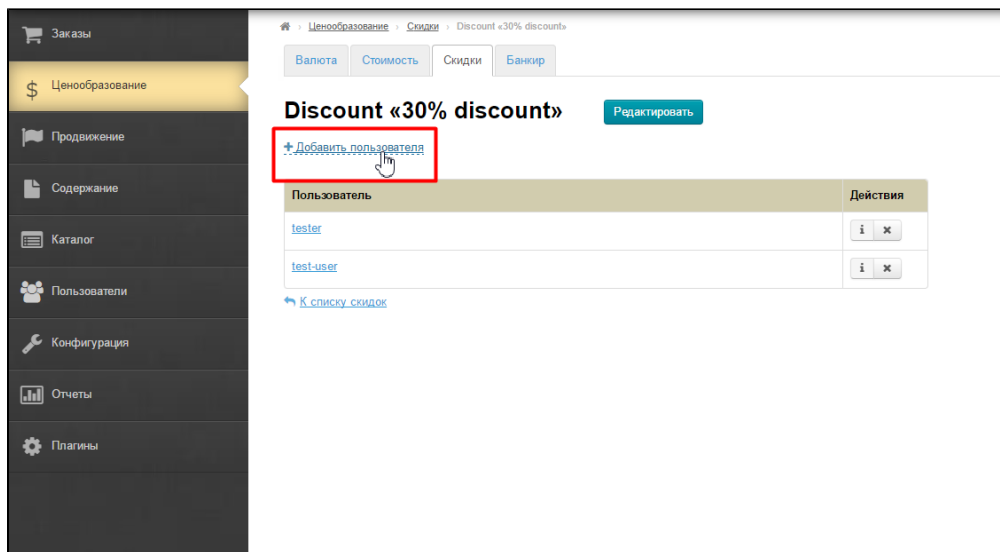 Заказы
Ценообразование
Продвижение
Содержание
Каталог
Пользователи
Конфигурация
Отчеты
Плагины
Ценообразование › Скидки › Discount «30% discount»
Валюта Стоимость Скидки Банкир
Discount «30% discount» Редактировать
+ Добавить пользователя
Пользователь Действия
tester
test-user
К списку скидок